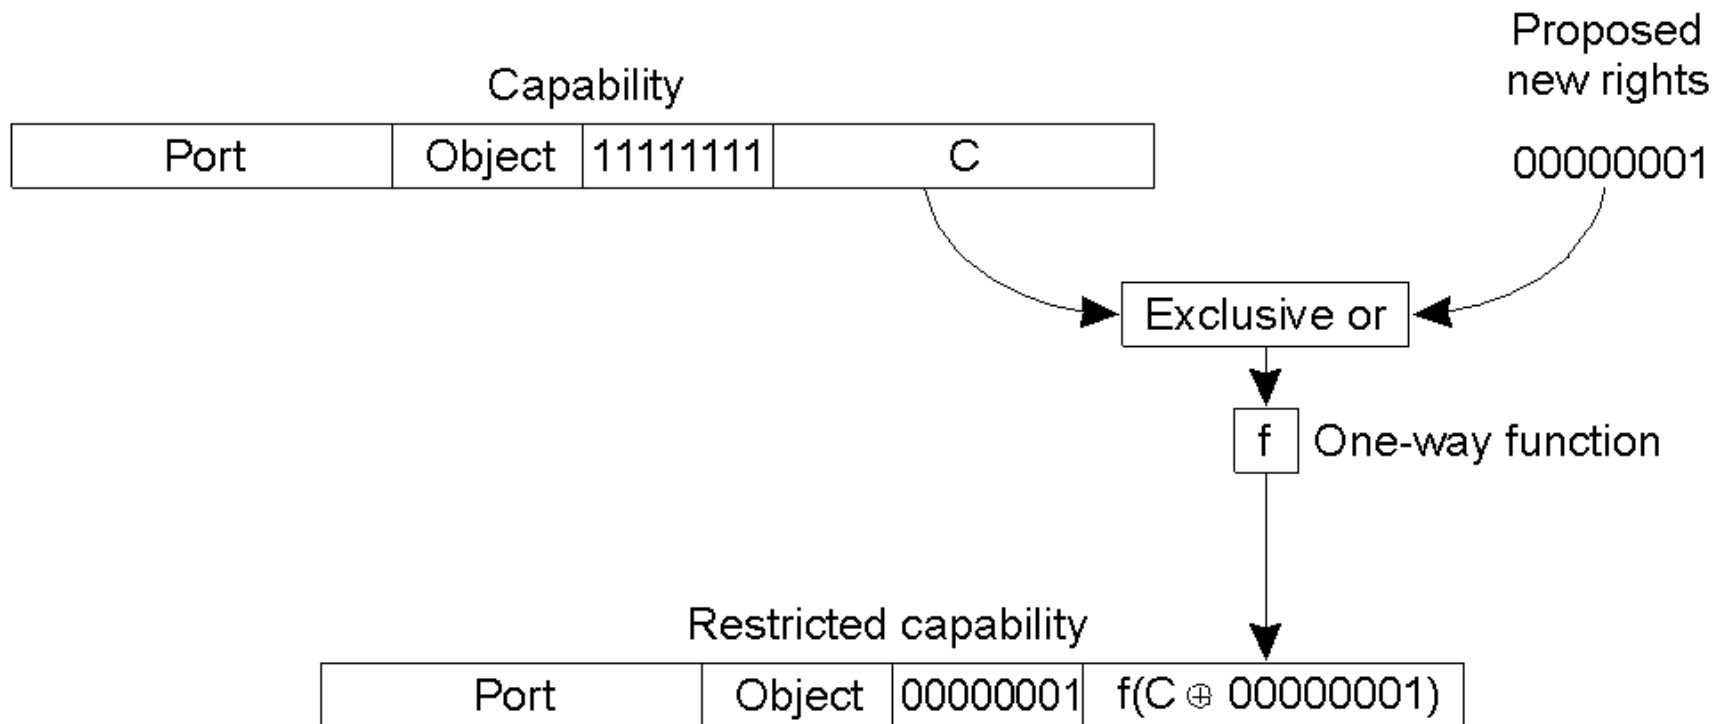 Proposed
new rights
Capability
Port Object 11111111 C
00000001
Exclusive or
f One-way function
Restricted capability
Port Object 00000001 f(C ⊕ 00000001)